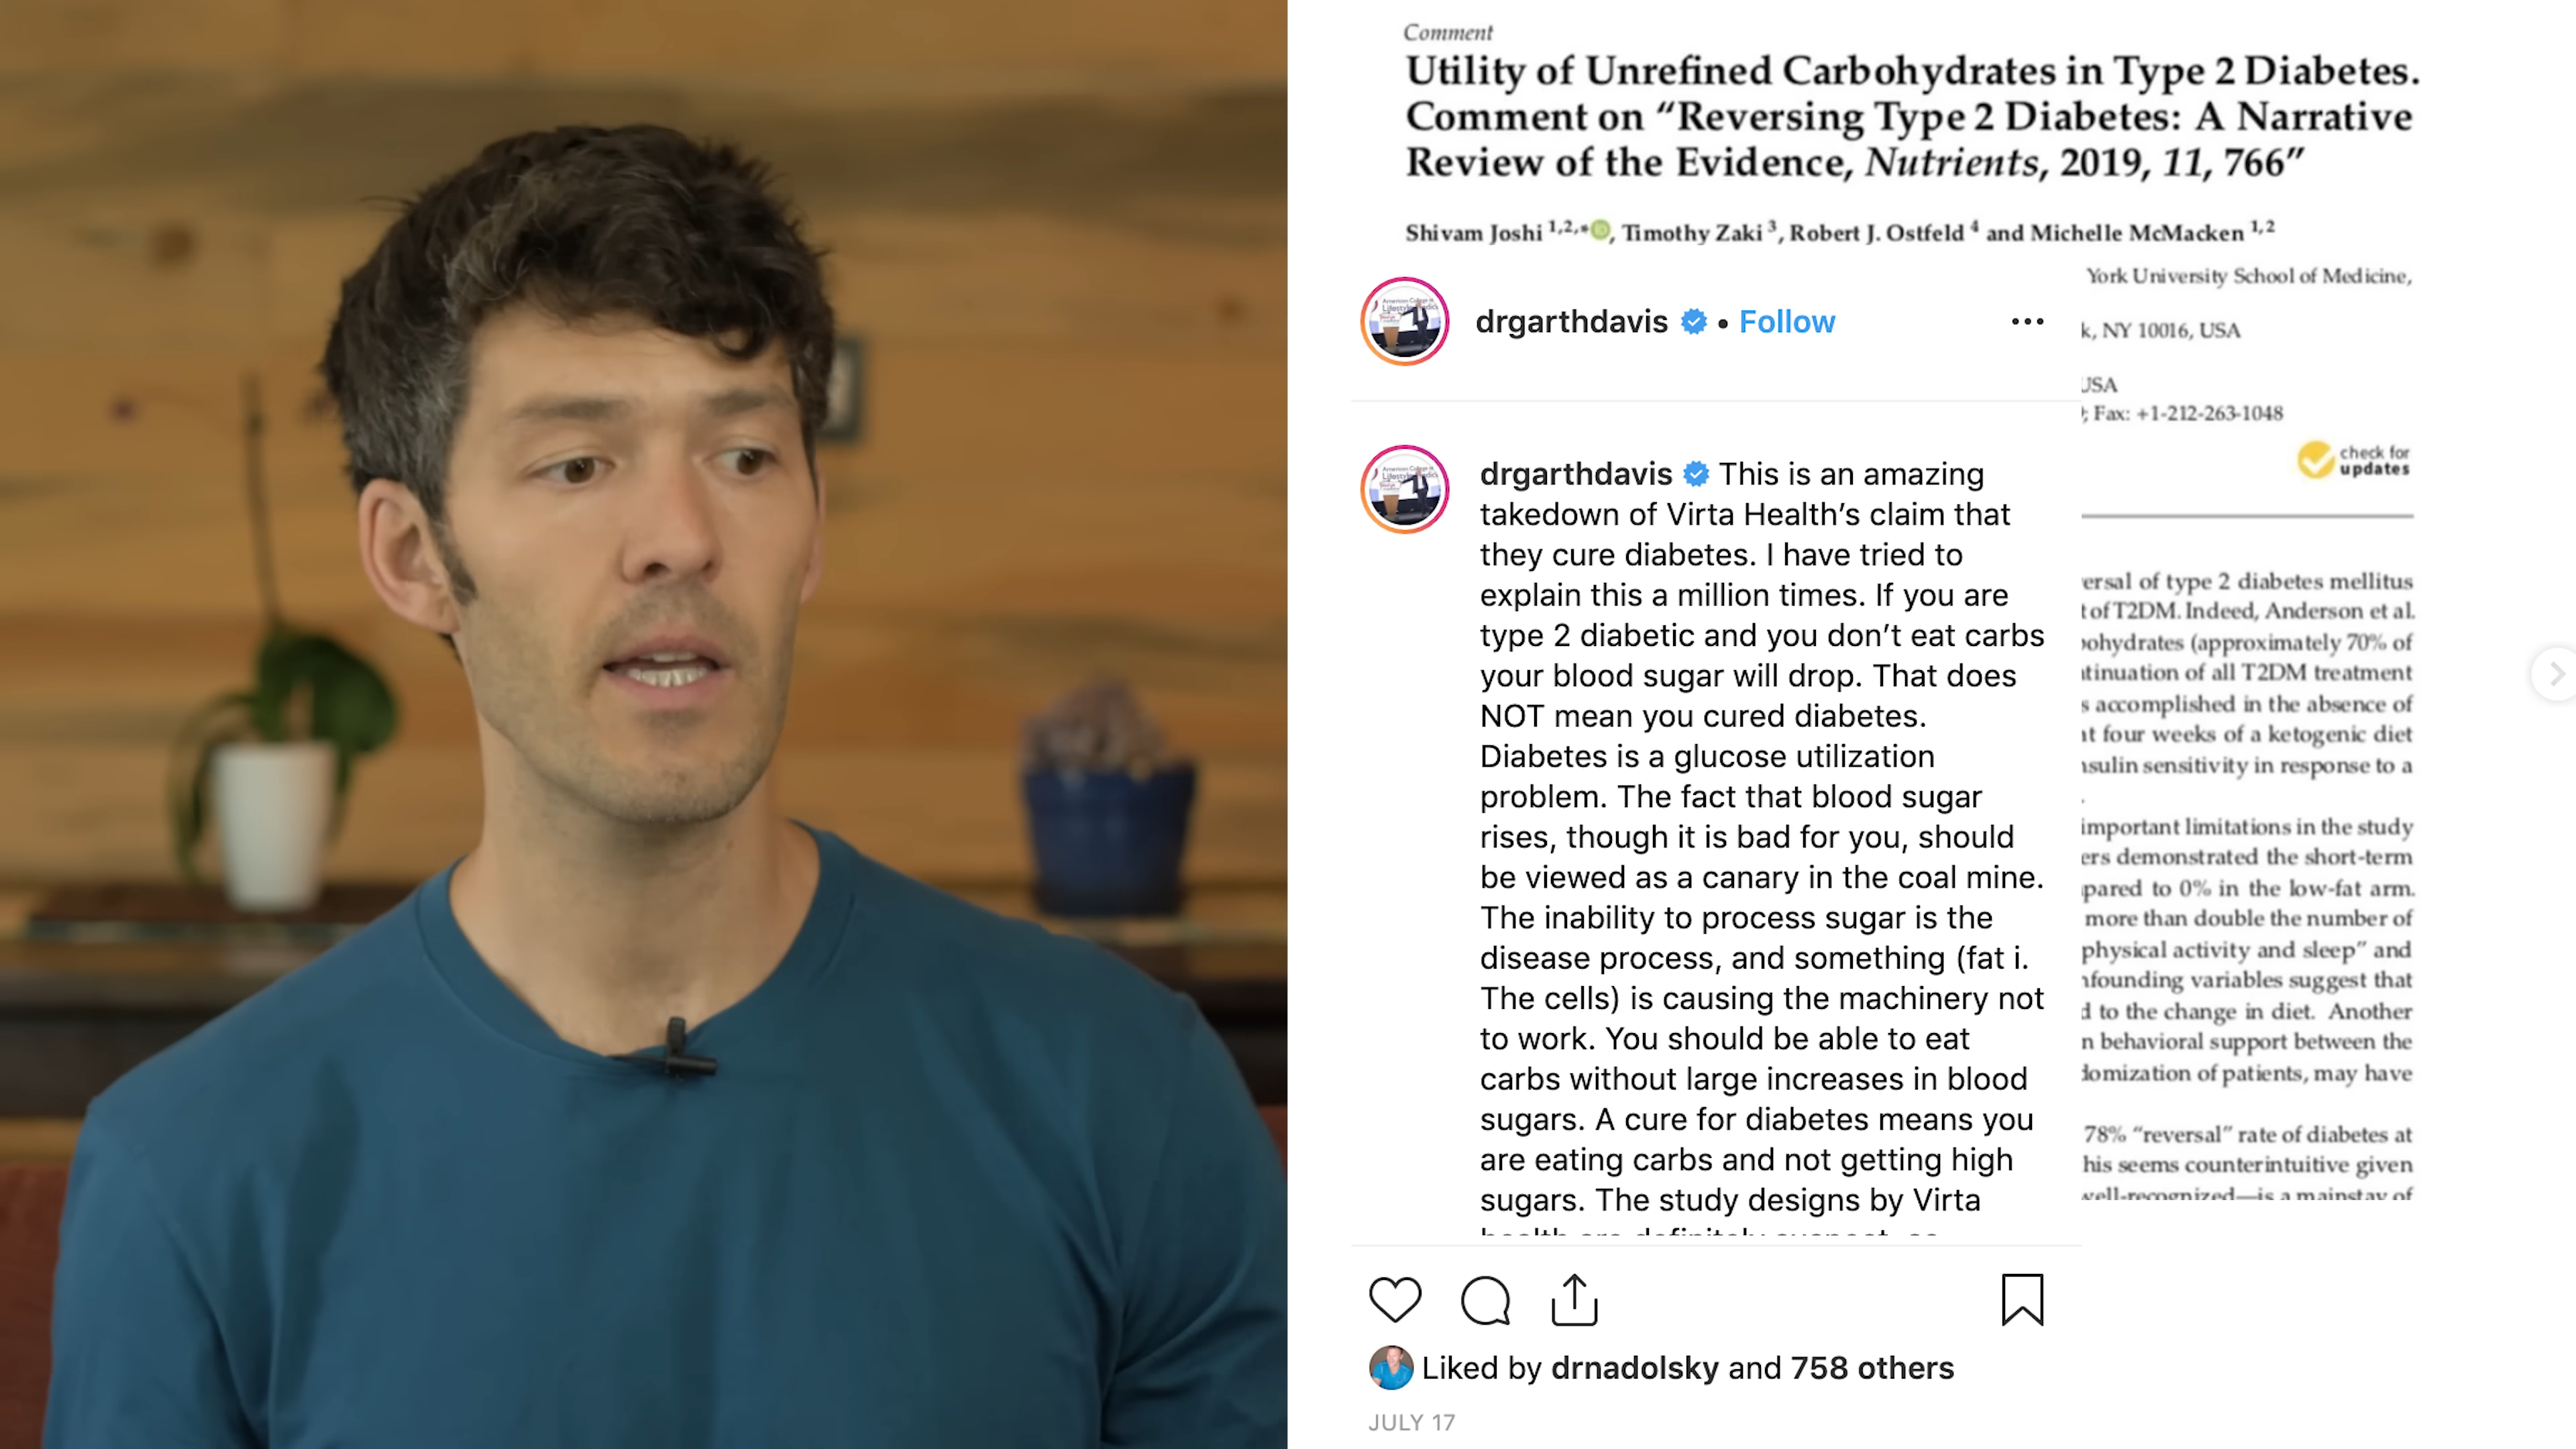 Comment
Utility of Unrefined Carbohydrates in Type 2 Diabetes.
Comment on “Reversing Type 2 Diabetes: A Narrative
Review of the Evidence, Nutrients, 2019, 11, 766”
Shivam Joshi 1,2,*, Timothy Zaki 3, Robert J. Ostfeld 4 and Michelle McMacken 1,2
York University School of Medicine,
k, NY 10016, USA
USA
; Fax: +1-212-263-1048
check for
updates
drgarthdavis • Follow
drgarthdavis This is an amazing
takedown of Virta Health’s claim that
they cure diabetes. I have tried to
explain this a million times. If you are
type 2 diabetic and you don’t eat carbs
your blood sugar will drop. That does
NOT mean you cured diabetes.
Diabetes is a glucose utilization
problem. The fact that blood sugar
rises, though it is bad for you, should
be viewed as a canary in the coal mine.
The inability to process sugar is the
disease process, and something (fat i.
The cells) is causing the machinery not
to work. You should be able to eat
carbs without large increases in blood
sugars. A cure for diabetes means you
are eating carbs and not getting high
sugars. The study designs by Virta
ersal of type 2 diabetes mellitus
t of T2DM. Indeed, Anderson et al.
ohydrates (approximately 70% of
tinuation of all T2DM treatment
s accomplished in the absence of
t four weeks of a ketogenic diet
sulin sensitivity in response to a
important limitations in the study
ers demonstrated the short-term
pared to 0% in the low-fat arm.
more than double the number of
physical activity and sleep” and
founding variables suggest that
d to the change in diet. Another
n behavioral support between the
domization of patients, may have
78% “reversal” rate of diabetes at
his seems counterintuitive given
well-recognized—is a mainstay of
Liked by drnadolsky and 758 others
JULY 17